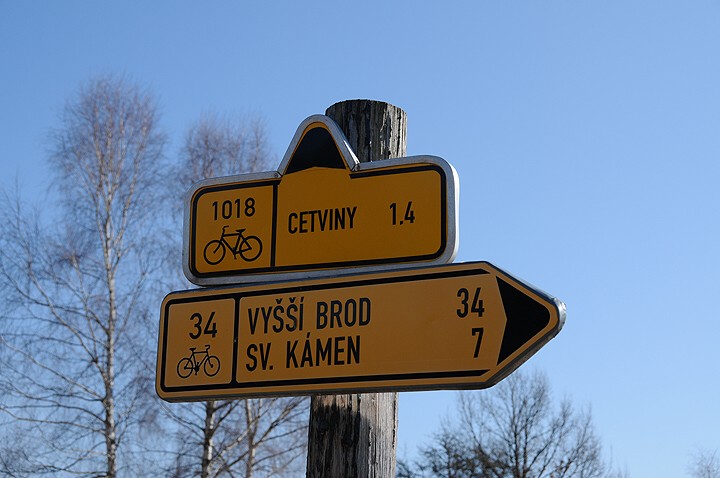 1018 CETVINY 1.4
34 VYŠŠÍ BROD 34
SV. KÁMEN 7